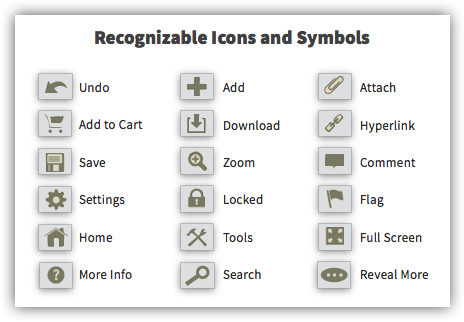 Recognizable Icons and Symbols
Undo
Add
Attach
Add to Cart
Download
Hyperlink
Save
Zoom
Comment
Settings
Locked
Flag
Home
Tools
Full Screen
? More Info
Search
Reveal More